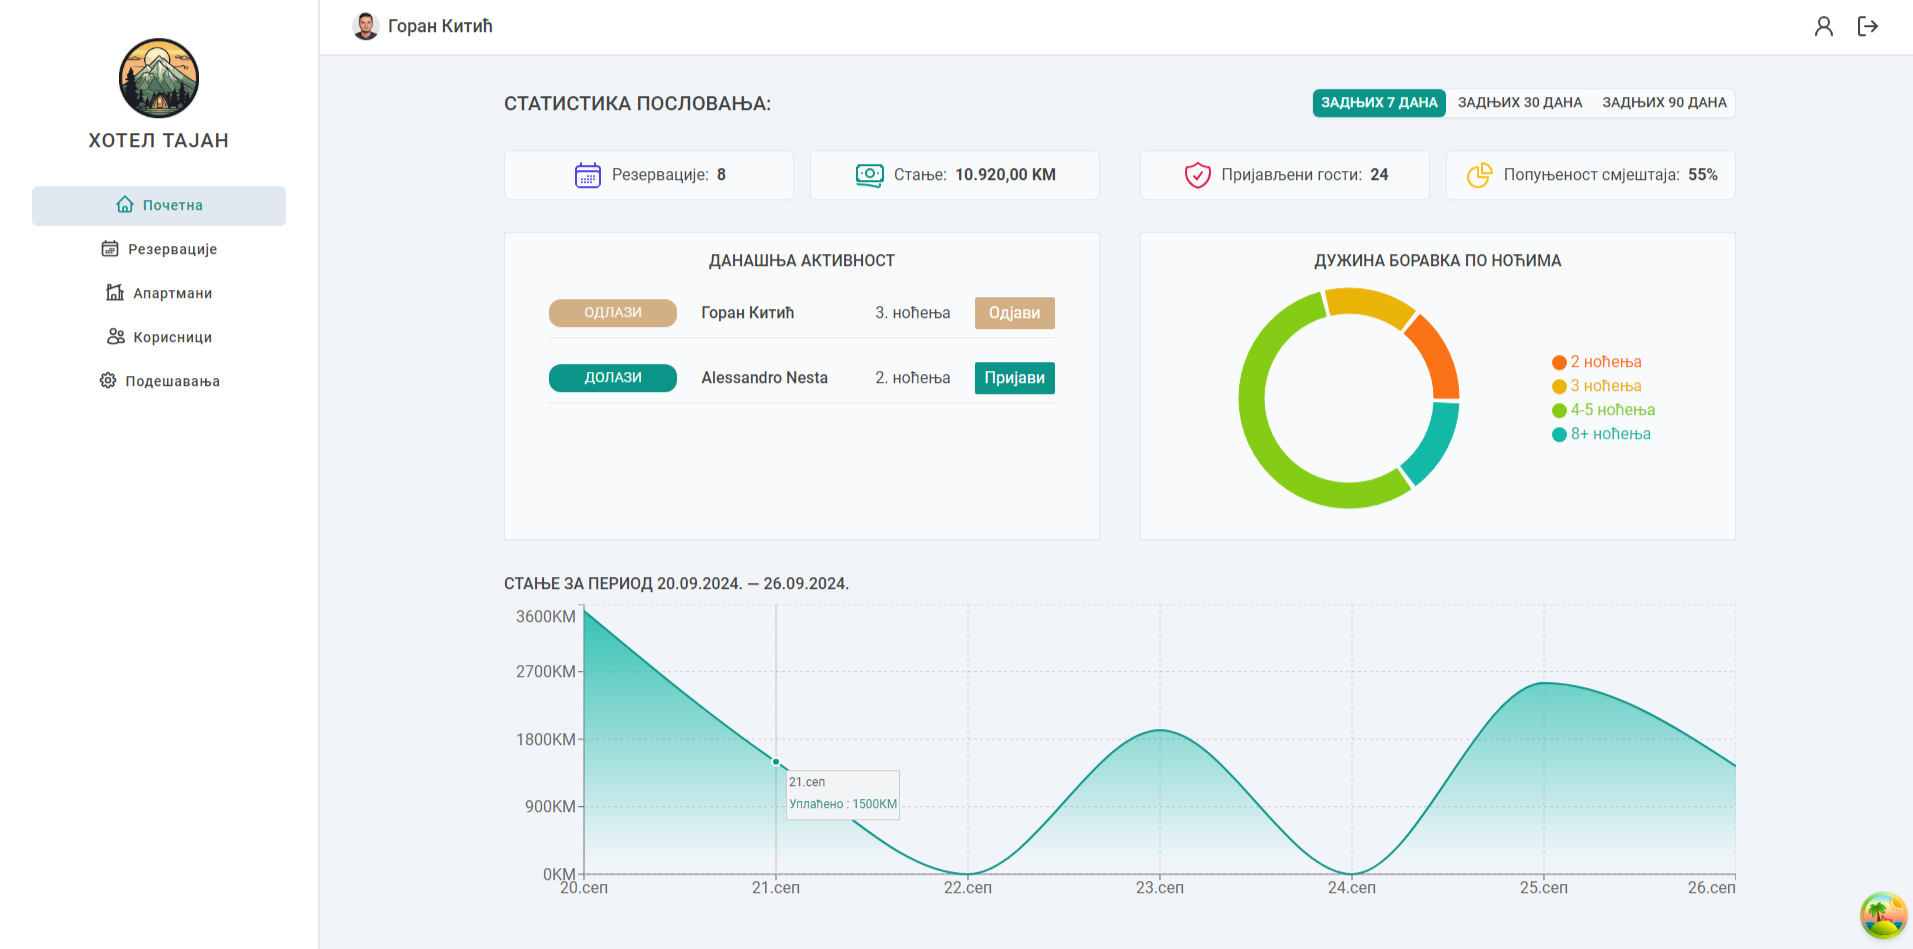 Горан Китић
ХОТЕЛ ТАЈАН
Почетна
Резервације
Апартмани
Корисници
Подешавања
СТАТИСТИКА ПОСЛОВАЊА:
ЗАДЊИХ 7 ДАНА ЗАДЊИХ 30 ДАНА ЗАДЊИХ 90 ДАНА
Резервације: 8
Стање: 10.920,00 KM
Пријављени гости: 24
Попуњеност смјештаја: 55%
ДАНАШЊА АКТИВНОСТ
ОДЛАЗИ Горан Китић 3. ноћења Одјави
ДОЛАЗИ Alessandro Nesta 2. ноћења Пријави
ДУЖИНА БОРАВКА ПО НОЋИМА
2 ноћења
3 ноћења
4-5 ноћења
8+ ноћења
СТАЊЕ ЗА ПЕРИОД 20.09.2024. — 26.09.2024.
3600KM
2700KM
1800KM
900KM
0KM
21.сеп
Уплаћено : 1500KM
20.сеп 21.сеп 22.сеп 23.сеп 24.сеп 25.сеп 26.сеп